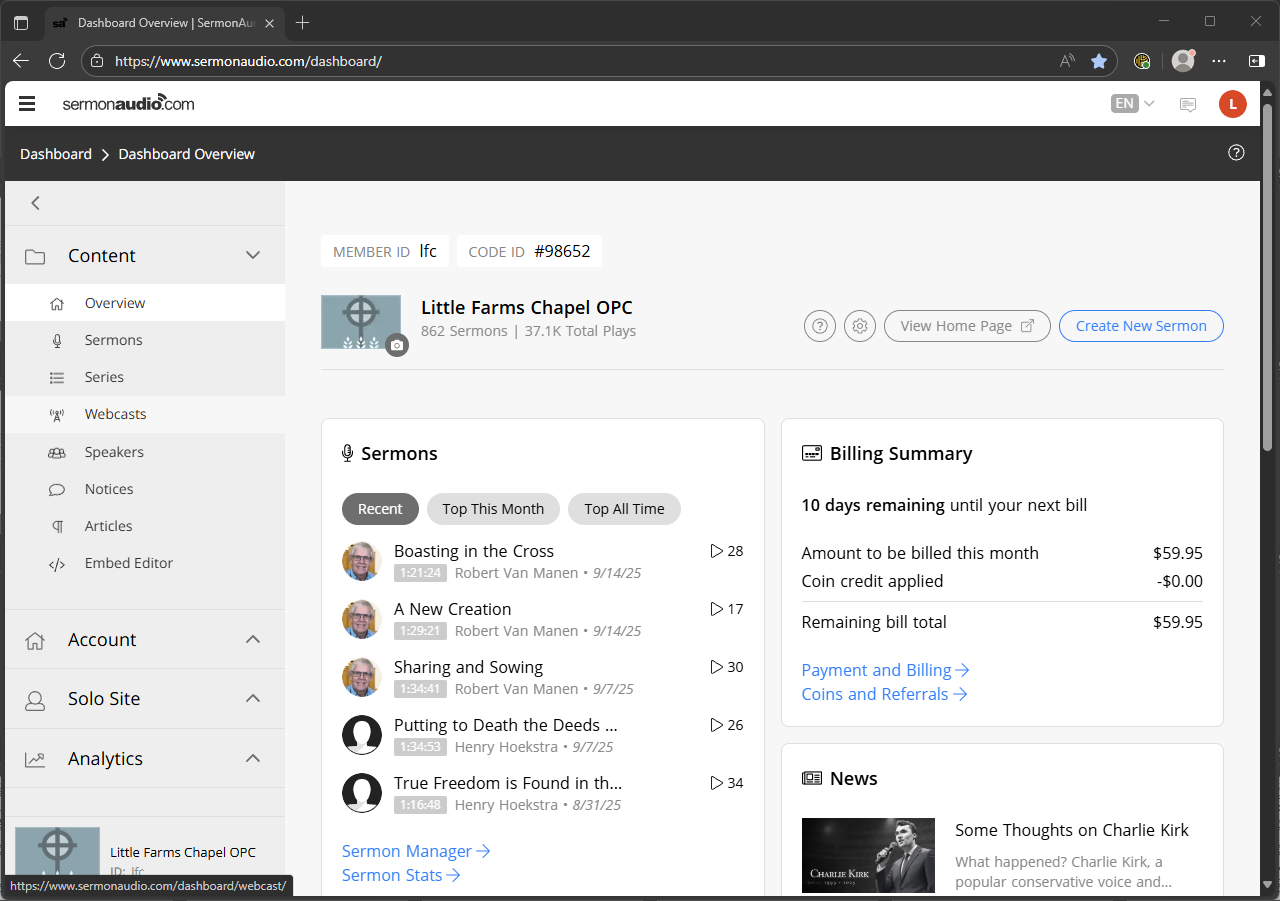 Dashboard Overview | SermonAu
https://www.sermonaudio.com/dashboard/
sermonaudio.com
EN
L
Dashboard > Dashboard Overview
Content
Overview
Sermons
Series
Webcasts
Speakers
Notices
Articles
Embed Editor
Account
Solo Site
Analytics
Little Farms Chapel OPC
ID: lfc
https://www.sermonaudio.com/dashboard/webcast/
MEMBER ID lfc
CODE ID #98652
Little Farms Chapel OPC
862 Sermons | 37.1K Total Plays
View Home Page
Create New Sermon
Sermons
Recent
Top This Month
Top All Time
Boasting in the Cross 28
1:21:24 Robert Van Manen • 9/14/25
A New Creation 17
1:29:21 Robert Van Manen • 9/14/25
Sharing and Sowing 30
1:34:41 Robert Van Manen • 9/7/25
Putting to Death the Deeds ... 26
1:34:53 Henry Hoekstra • 9/7/25
True Freedom is Found in th... 34
1:16:48 Henry Hoekstra • 8/31/25
Sermon Manager →
Sermon Stats →
Billing Summary
10 days remaining until your next bill
Amount to be billed this month $59.95
Coin credit applied -$0.00
Remaining bill total $59.95
Payment and Billing →
Coins and Referrals →
News
CHARLIE KIRK
1993 - 2025
Some Thoughts on Charlie Kirk
What happened? Charlie Kirk, a
popular conservative voice and...